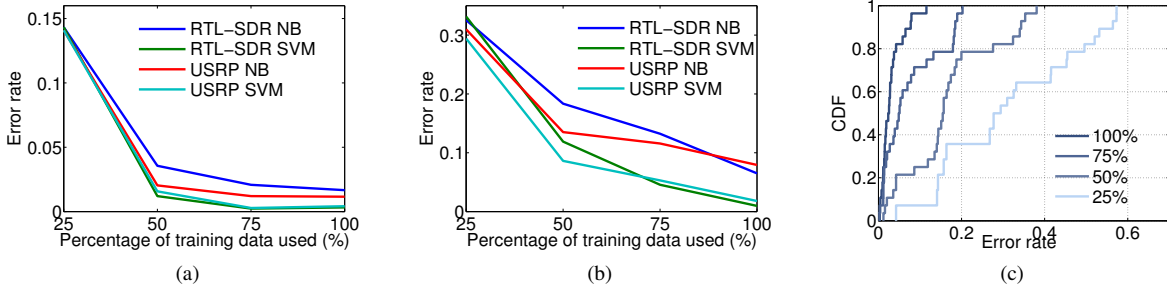 0.15
0.1
0.05
0
Error rate
RTL−SDR NB
RTL−SDR SVM
USRP NB
USRP SVM
25
50
75
100
Percentage of training data used (%)
(a)
0.3
0.2
0.1
0
Error rate
RTL−SDR NB
RTL−SDR SVM
USRP NB
USRP SVM
25
50
75
100
Percentage of training data used (%)
(b)
1
0.8
0.6
0.4
0.2
0
CDF
100%
75%
50%
25%
0
0.2
0.4
0.6
Error rate
(c)